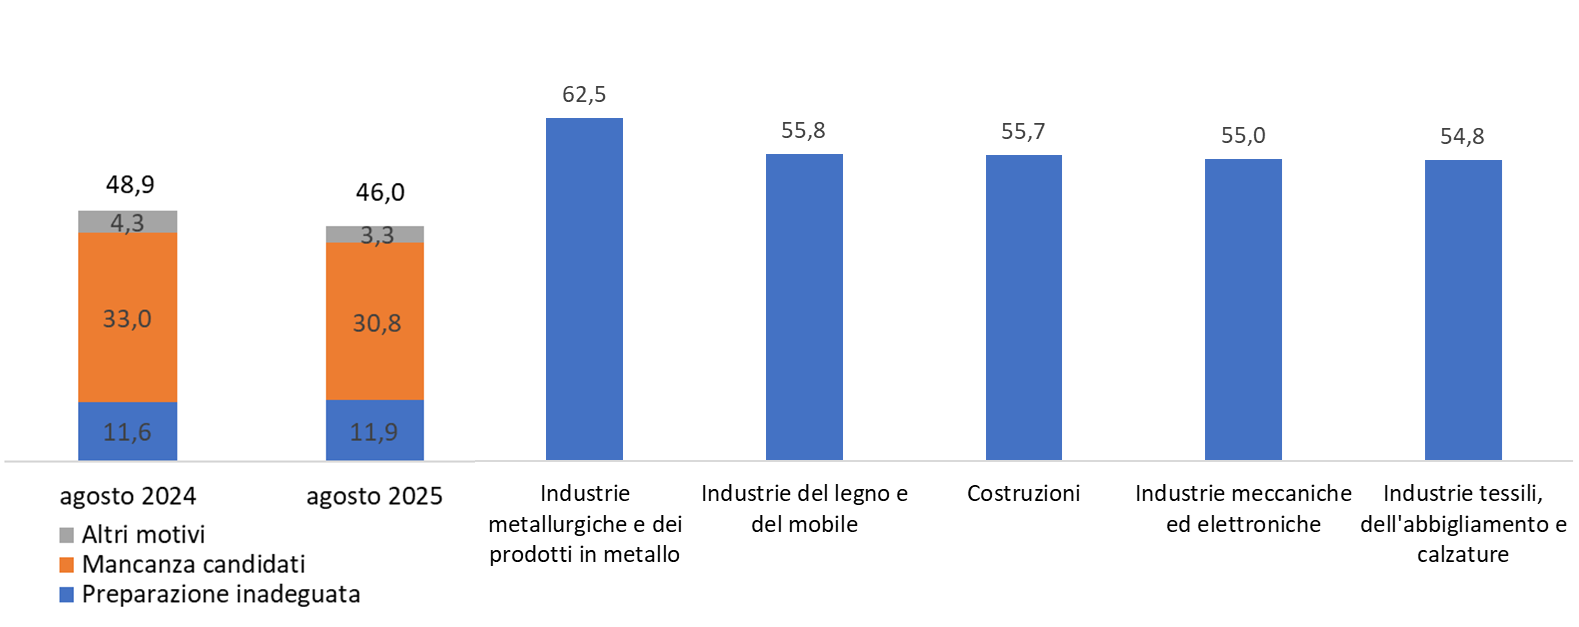 62,5
55,8
55,7
55,0
54,8
48,9
46,0
4,3
3,3
33,0
30,8
11,6
11,9
agosto 2024
agosto 2025
Altri motivi
Mancanza candidati
Preparazione inadeguata
Industrie
metallurgiche e dei
prodotti in metallo
Industrie del legno e
del mobile
Costruzioni
Industrie meccaniche
ed elettroniche
Industrie tessili,
dell'abbigliamento e
calzature